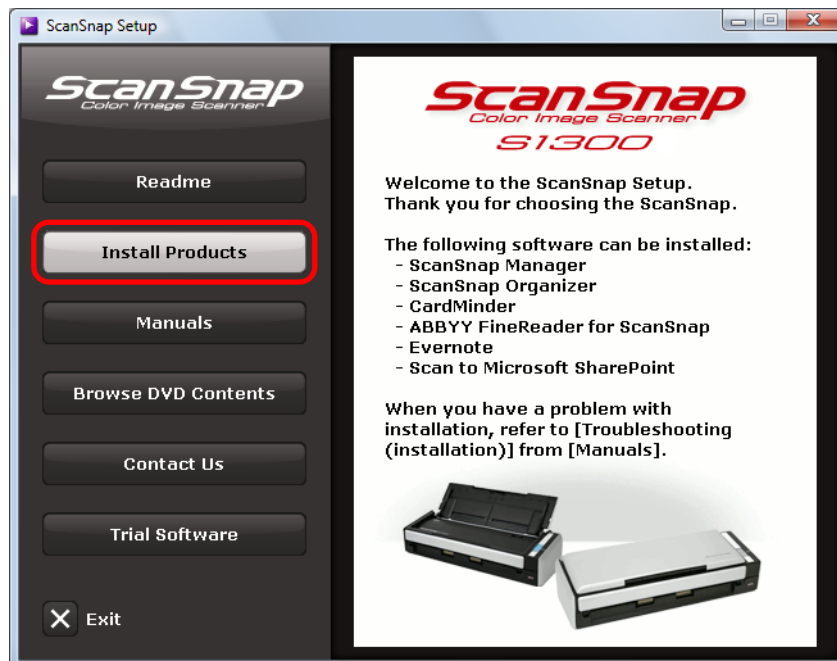 ScanSnap Setup
ScanSnap
Color Image Scanner
Readme
Install Products
Manuals
Browse DVD Contents
Contact Us
Trial Software
Exit
ScanSnap
Color Image Scanner
S1300
Welcome to the ScanSnap Setup.
Thank you for choosing the ScanSnap.
The following software can be installed:
- ScanSnap Manager
- ScanSnap Organizer
- CardMinder
- ABBYY FineReader for ScanSnap
- Evernote
- Scan to Microsoft SharePoint
When you have a problem with
installation, refer to [Troubleshooting
(installation)] from [Manuals].